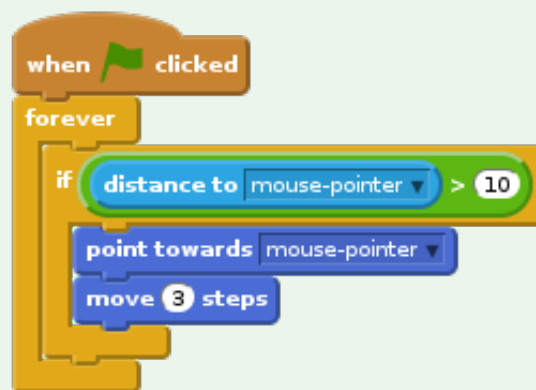 when clicked
forever
if distance to mouse-pointer > 10
point towards mouse-pointer
move 3 steps